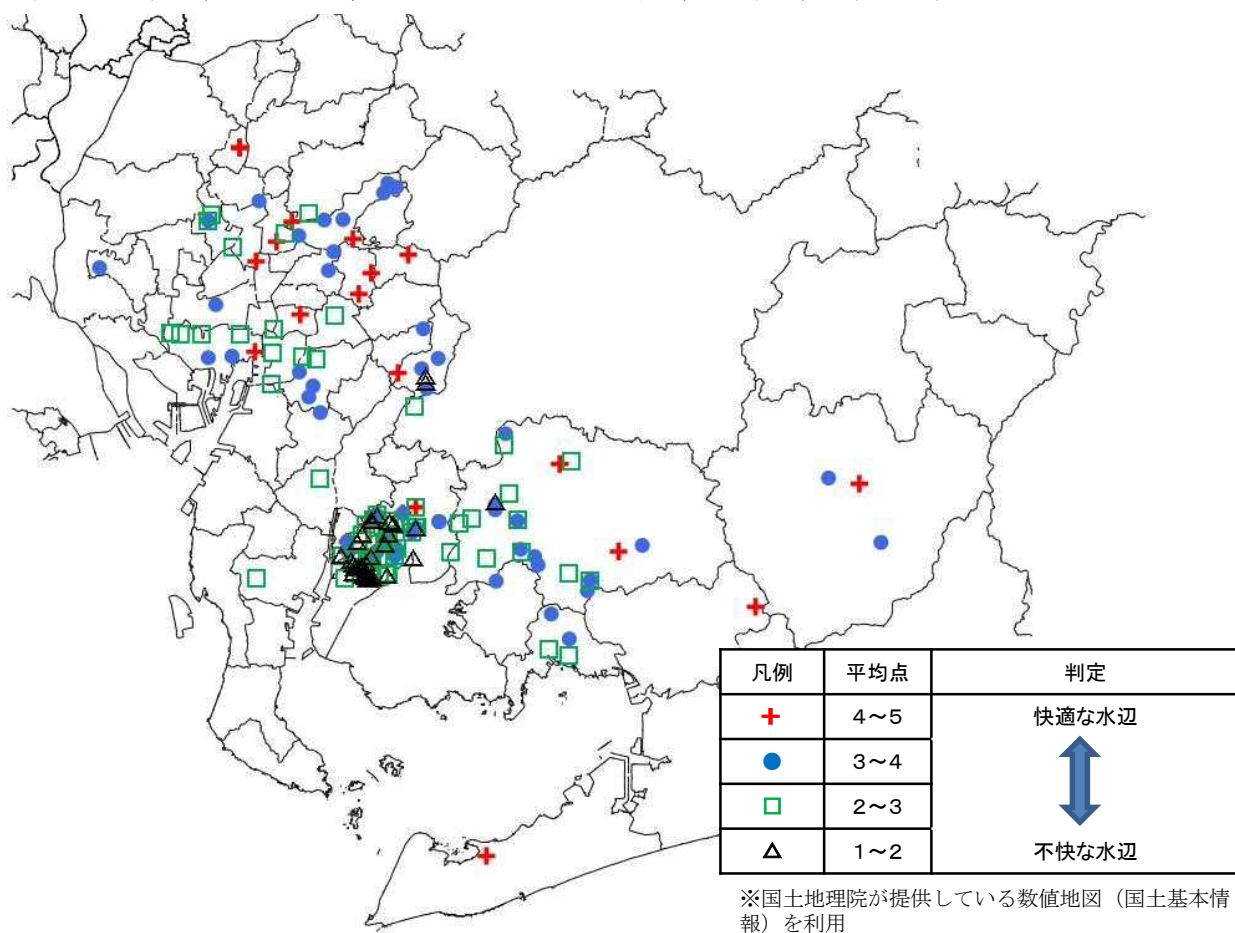 凡例 平均点 判定
+ 4～5 快適な水辺
● 3～4
□ 2～3
△ 1～2 不快な水辺
※国土地理院が提供している数値地図（国土基本情
報）を利用